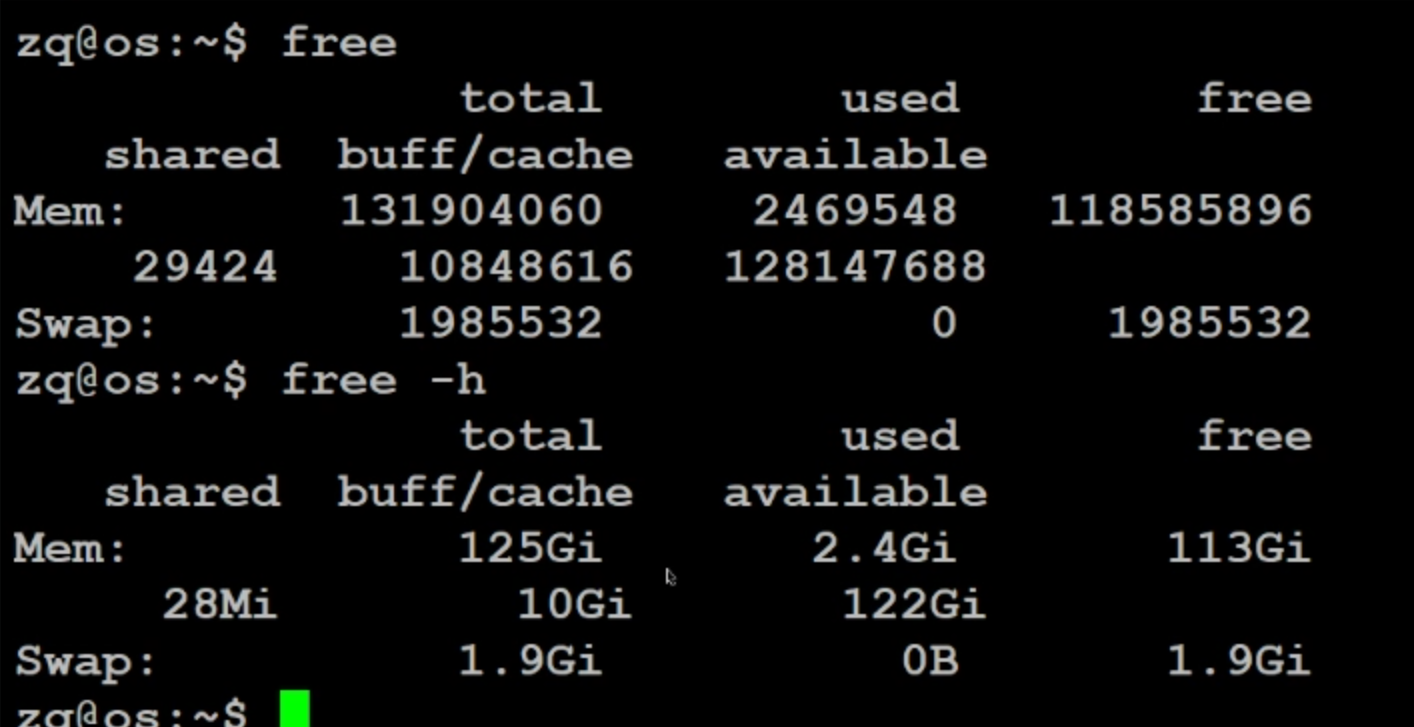 zq@os:~$ free
total used free
shared buff/cache available
Mem: 131904060 2469548 118585896
29424 10848616 128147688
Swap: 1985532 0 1985532
zq@os:~$ free -h
total used free
shared buff/cache available
Mem: 125Gi 2.4Gi 113Gi
28Mi 10Gi 122Gi
Swap: 1.9Gi 0B 1.9Gi
zq@os:~$